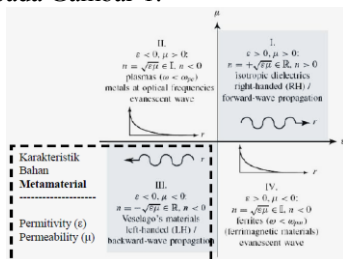 ada Gambar 1.
μ
II.
ε < 0, μ > 0;
n = √εμ ∈ 𝕀, n < 0
plasmas (ω < ωpe)
metals at optical frequencies
evanescent wave
r
I.
ε > 0, μ > 0;
n = +√εμ ∈ ℝ, n > 0
isotropic dielectrics
right-handed (RH) /
forward-wave propagation
r
ε
Karakteristik
Bahan
Metamaterial
Permitivity (ε)
Permeability (μ)
r
III.
ε < 0, μ < 0;
n = −√εμ ∈ ℝ, n < 0
Veselago's materials
left-handed (LH) /
backward-wave propagation
r
IV.
ε > 0, μ < 0;
n = √εμ ∈ 𝕀, n < 0
ferrites (ω < ωpm)
(ferrimagnetic materials)
evanescent wave